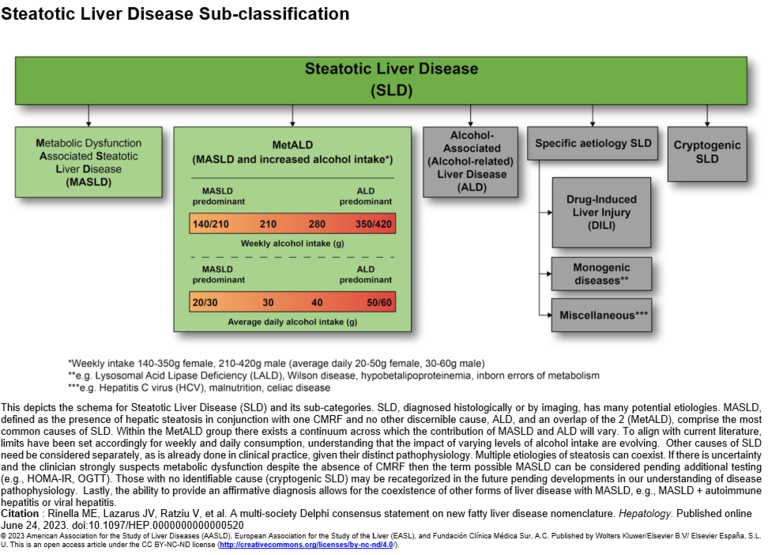 Steatotic Liver Disease Sub-classification
Steatotic Liver Disease
(SLD)
Metabolic Dysfunction
Associated Steatotic
Liver Disease
(MASLD)
MetALD
(MASLD and increased alcohol intake*)
MASLD
predominant
ALD
predominant
140/210 210 280 350/420
Weekly alcohol intake (g)
MASLD
predominant
ALD
predominant
20/30 30 40 50/60
Average daily alcohol intake (g)
Alcohol-
Associated
(Alcohol-related)
Liver Disease
(ALD)
Specific aetiology SLD
Drug-Induced
Liver Injury
(DILI)
Monogenic
diseases**
Miscellaneous***
Cryptogenic
SLD
*Weekly intake 140-350g female, 210-420g male (average daily 20-50g female, 30-60g male)
**e.g. Lysosomal Acid Lipase Deficiency (LALD), Wilson disease, hypobetalipoproteinemia, inborn errors of metabolism
***e.g. Hepatitis C virus (HCV), malnutrition, celiac disease
This depicts the schema for Steatotic Liver Disease (SLD) and its sub-categories. SLD, diagnosed histologically or by imaging, has many potential etiologies. MASLD,
defined as the presence of hepatic steatosis in conjunction with one CMRF and no other discernible cause, ALD, and an overlap of the 2 (MetALD), comprise the most
common causes of SLD. Within the MetALD group there exists a continuum across which the contribution of MASLD and ALD will vary. To align with current literature,
limits have been set accordingly for weekly and daily consumption, understanding that the impact of varying levels of alcohol intake are evolving. Other causes of SLD
need be considered separately, as is already done in clinical practice, given their distinct pathophysiology. Multiple etiologies of steatosis can coexist. If there is uncertainty
and the clinician strongly suspects metabolic dysfunction despite the absence of CMRF then the term possible MASLD can be considered pending additional testing
(e.g., HOMA-IR, OGTT). Those with no identifiable cause (cryptogenic SLD) may be recategorized in the future pending developments in our understanding of disease
pathophysiology. Lastly, the ability to provide an affirmative diagnosis allows for the coexistence of other forms of liver disease with MASLD, e.g., MASLD + autoimmune
hepatitis or viral hepatitis.
Citation : Rinella ME, Lazarus JV, Ratziu V, et al. A multi-society Delphi consensus statement on new fatty liver disease nomenclature. Hepatology. Published online
June 24, 2023. doi:10.1097/HEP.0000000000000520
© 2023 American Association for the Study of Liver Diseases (AASLD), European Association for the Study of the Liver (EASL), and Fundación Clínica Médica Sur, A.C. Published by Wolters Kluwer/Elsevier B.V/ Elsevier España, S.L.
U. This is an open access article under the CC BY-NC-ND license (http://creativecommons.org/licenses/by-nc-nd/4.0/).